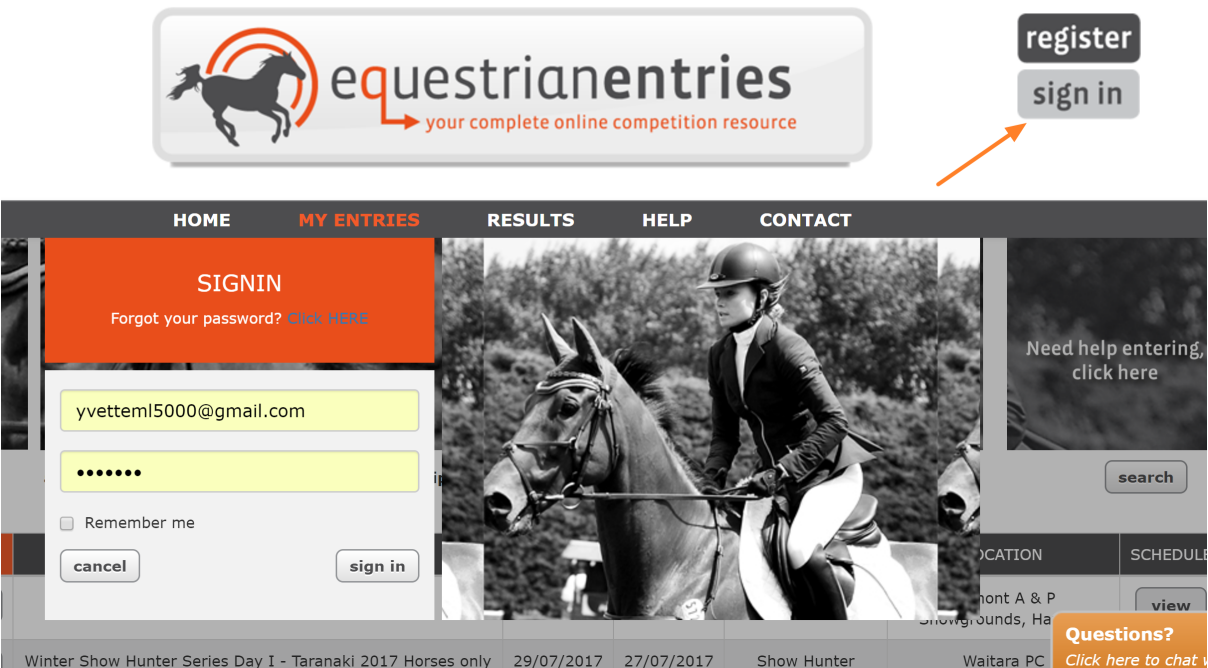 equestrianentries
your complete online competition resource
register
sign in
HOME MY ENTRIES RESULTS HELP CONTACT
SIGNIN
Forgot your password? Click HERE
yvetteml5000@gmail.com
•••••••
Remember me
cancel sign in
Need help entering,
click here
search
SCHEDULE
& P
view
Winter Show Hunter Series Day I - Taranaki 2017 Horses only 29/07/2017 27/07/2017 Show Hunter Waitara PC
Questions?
Click here to chat